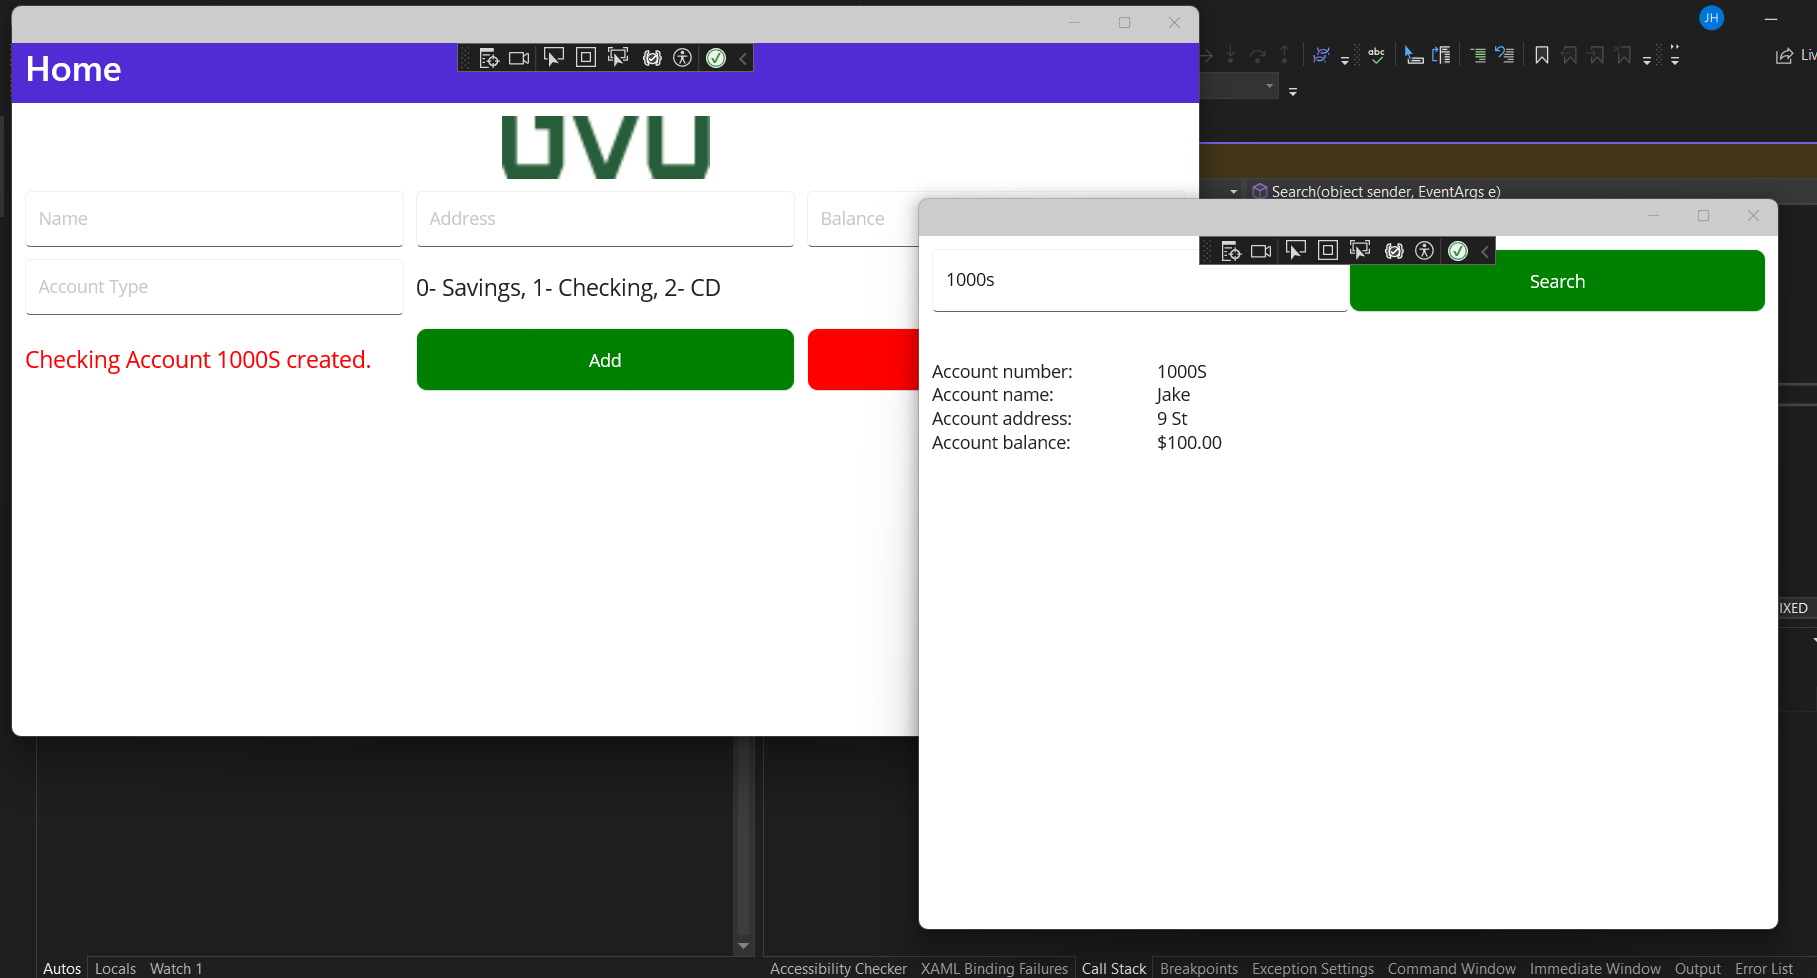 JH
Home
abc
Liv
UVU
Search(object sender, EventArgs e)
Name
Address
Balance
Account Type
0- Savings, 1- Checking, 2- CD
1000s
Search
Checking Account 1000S created.
Add
Account number: 1000S
Account name: Jake
Account address: 9 St
Account balance: $100.00
IXED
Autos Locals Watch 1
Accessibility Checker XAML Binding Failures Call Stack Breakpoints Exception Settings Command Window Immediate Window Output Error List